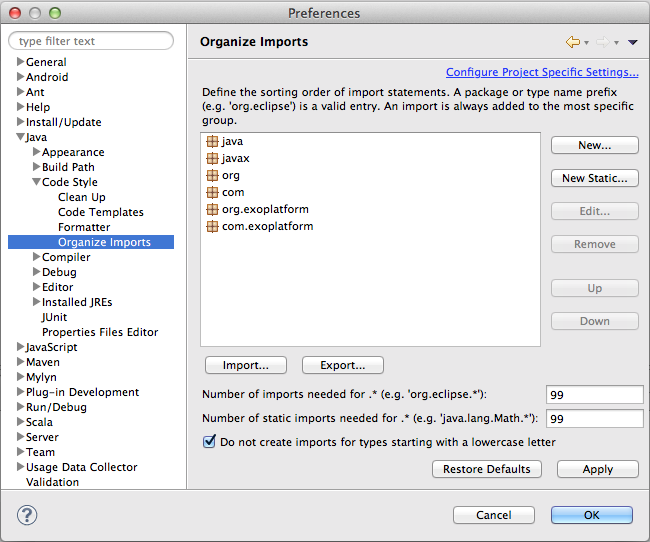 Preferences
type filter text
General
Android
Ant
Help
Install/Update
Java
Appearance
Build Path
Code Style
Clean Up
Code Templates
Formatter
Organize Imports
Compiler
Debug
Editor
Installed JREs
JUnit
Properties Files Editor
JavaScript
Maven
Mylyn
Plug-in Development
Run/Debug
Scala
Server
Team
Usage Data Collector
Validation
Organize Imports
Configure Project Specific Settings...
Define the sorting order of import statements. A package or type name prefix
(e.g. 'org.eclipse') is a valid entry. An import is always added to the most specific
group.
java
javax
org
com
org.exoplatform
com.exoplatform
New...
New Static...
Edit...
Remove
Up
Down
Import...
Export...
Number of imports needed for .* (e.g. 'org.eclipse.*'):
99
Number of static imports needed for .* (e.g. 'java.lang.Math.*'):
99
Do not create imports for types starting with a lowercase letter
Restore Defaults
Apply
?
Cancel
OK